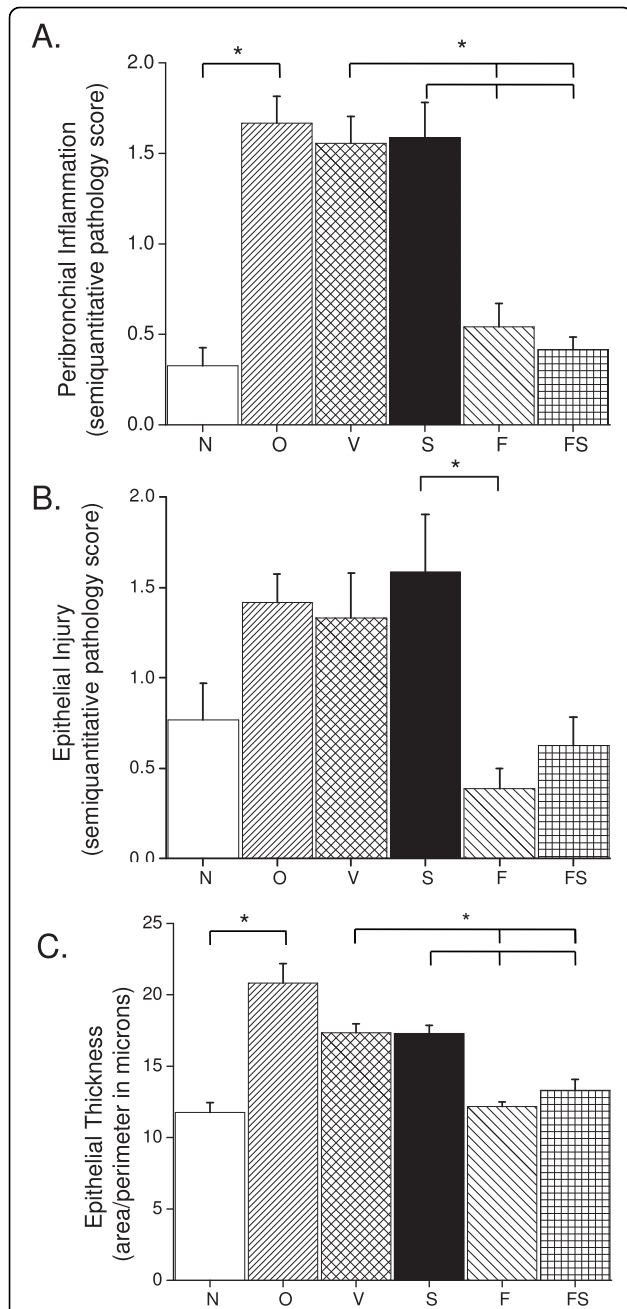 A.
*
*
Peribronchial Inflammation
(semiquantitative pathology score)
2.0
1.5
1.0
0.5
0.0
N O V S F FS
B.
*
Epithelial Injury
(semiquantitative pathology score)
2.0
1.5
1.0
0.5
0.0
N O V S F FS
C.
*
*
Epithelial Thickness
(area/perimeter in microns)
25
20
15
10
5
0
N O V S F FS